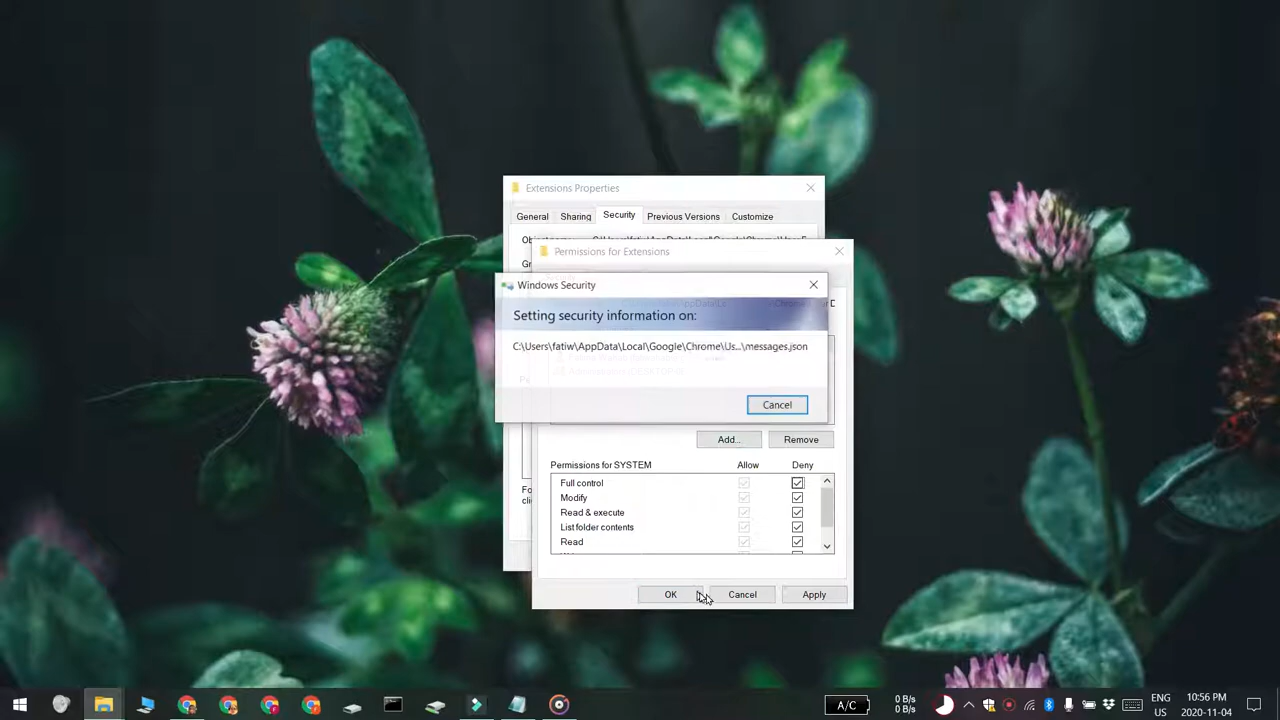 Extensions Properties
General Sharing Security Previous Versions Customize
Permissions for Extensions
Windows Security
Setting security information on:
C:\Users\fatiw\AppData\Local\Google\Chrome\Us...\messages.json
Cancel
Add... Remove
Permissions for SYSTEM Allow Deny
Full control
Modify
Read & execute
List folder contents
Read
OK Cancel Apply
A/C
0 B/s
0 B/s
ENG
US
10:56 PM
2020-11-04